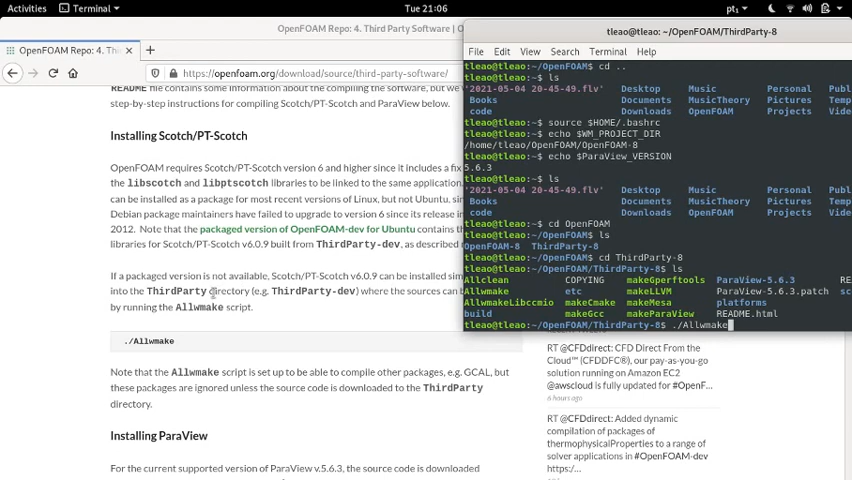 Activities
Terminal
Tue 21:06
pt1
OpenFOAM Repo: 4. Third Party Software |
OpenFOAM Repo: 4. Th
https://openfoam.org/download/source/third-party-software/
README file contains some information about the compiling the software, but we
step-by-step instructions for compiling Scotch/PT-Scotch and ParaView below.
Installing Scotch/PT-Scotch
OpenFOAM requires Scotch/PT-Scotch version 6 and higher since it includes a fix
the libscotch and libptscotch libraries to be linked to the same application.
can be installed as a package for most recent versions of Linux, but not Ubuntu,
Debian package maintainers have failed to upgrade to version 6 since its release in
2012. Note that the packaged version of OpenFOAM-dev for Ubuntu contains t
libraries for Scotch/PT-Scotch v6.0.9 built from ThirdParty-dev, as described
If a packaged version is not available, Scotch/PT-Scotch v6.0.9 can be installed sim
into the ThirdParty directory (e.g. ThirdParty-dev) where the sources can b
by running the Allwmake script.
./Allwmake
Note that the Allwmake script is set up to be able to compile other packages, e.g. GCAL, but
these packages are ignored unless the source code is downloaded to the ThirdParty
directory.
Installing ParaView
For the current supported version of ParaView v.5.6.3, the source code is downloaded
tleao@tleao: ~/OpenFOAM/ThirdParty-8
File Edit View Search Terminal Help
tleao@tleao:~/OpenFOAM$ cd ..
tleao@tleao:~$ ls
'2021-05-04 20-45-49.flv' Desktop Music Personal Publ
Books Documents MusicTheory Pictures Temp
code Downloads OpenFOAM Projects Vide
tleao@tleao:~$ source $HOME/.bashrc
tleao@tleao:~$ echo $WM_PROJECT_DIR
/home/tleao/OpenFOAM/OpenFOAM-8
tleao@tleao:~$ echo $ParaView_VERSION
5.6.3
tleao@tleao:~$ ls
'2021-05-04 20-45-49.flv' Desktop Music Personal Publ
Books Documents MusicTheory Pictures Temp
code Downloads OpenFOAM Projects Vide
tleao@tleao:~$ cd OpenFOAM
tleao@tleao:~/OpenFOAM$ ls
OpenFOAM-8 ThirdParty-8
tleao@tleao:~/OpenFOAM$ cd ThirdParty-8
tleao@tleao:~/OpenFOAM/ThirdParty-8$ ls
Allclean COPYING makeGperftools ParaView-5.6.3 RE
Allwmake etc makeLLVM ParaView-5.6.3.patch sc
AllwmakeLibccmio makeCmake makeMesa platforms
build makeGcc makeParaView README.html
tleao@tleao:~/OpenFOAM/ThirdParty-8$ ./Allwmake
RT @CFDdirect: CFD Direct From the
Cloud™ (CFDDFC®), our pay-as-you-go
solution running on Amazon EC2
@awscloud is fully updated for #OpenF...
6 hours ago
RT @CFDdirect: Added dynamic
compilation of packages of
thermophysicalProperties to a range of
solver applications in #OpenFOAM-dev
https:/...